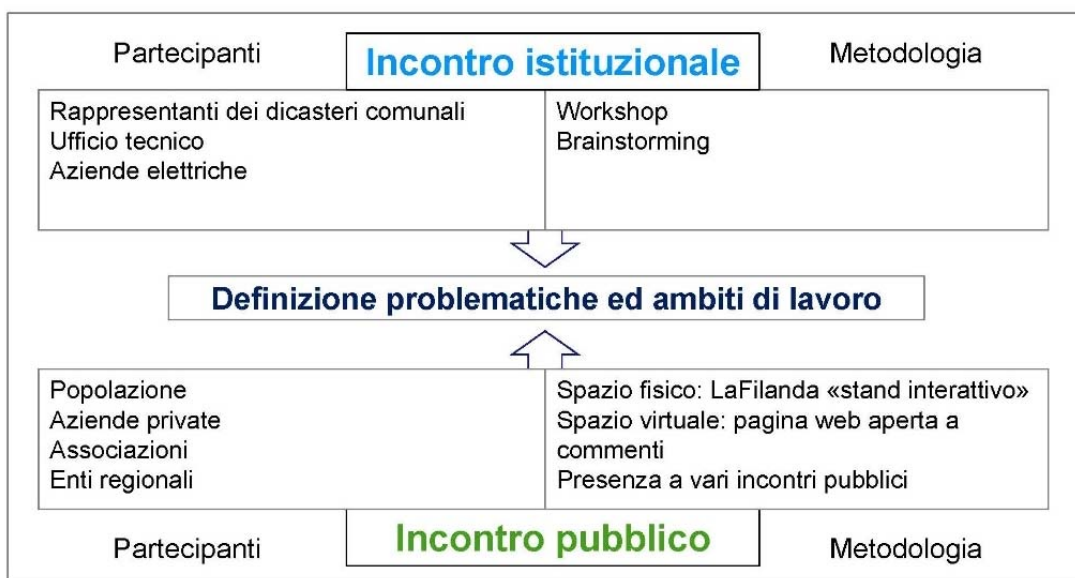 Partecipanti
Incontro istituzionale
Metodologia
Rappresentanti dei dicasteri comunali
Ufficio tecnico
Aziende elettriche
Workshop
Brainstorming
Definizione problematiche ed ambiti di lavoro
Popolazione
Aziende private
Associazioni
Enti regionali
Spazio fisico: LaFilanda «stand interattivo»
Spazio virtuale: pagina web aperta a
commenti
Presenza a vari incontri pubblici
Partecipanti
Incontro pubblico
Metodologia